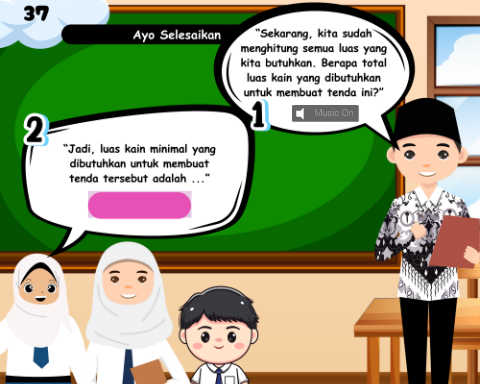 37
Ayo Selesaikan
"Sekarang, kita sudah
menghitung semua luas yang
kita butuhkan. Berapa total
luas kain yang dibutuhkan
untuk membuat tenda ini?"
1
Music On
2
"Jadi, luas kain minimal yang
dibutuhkan untuk membuat
tenda tersebut adalah ..."